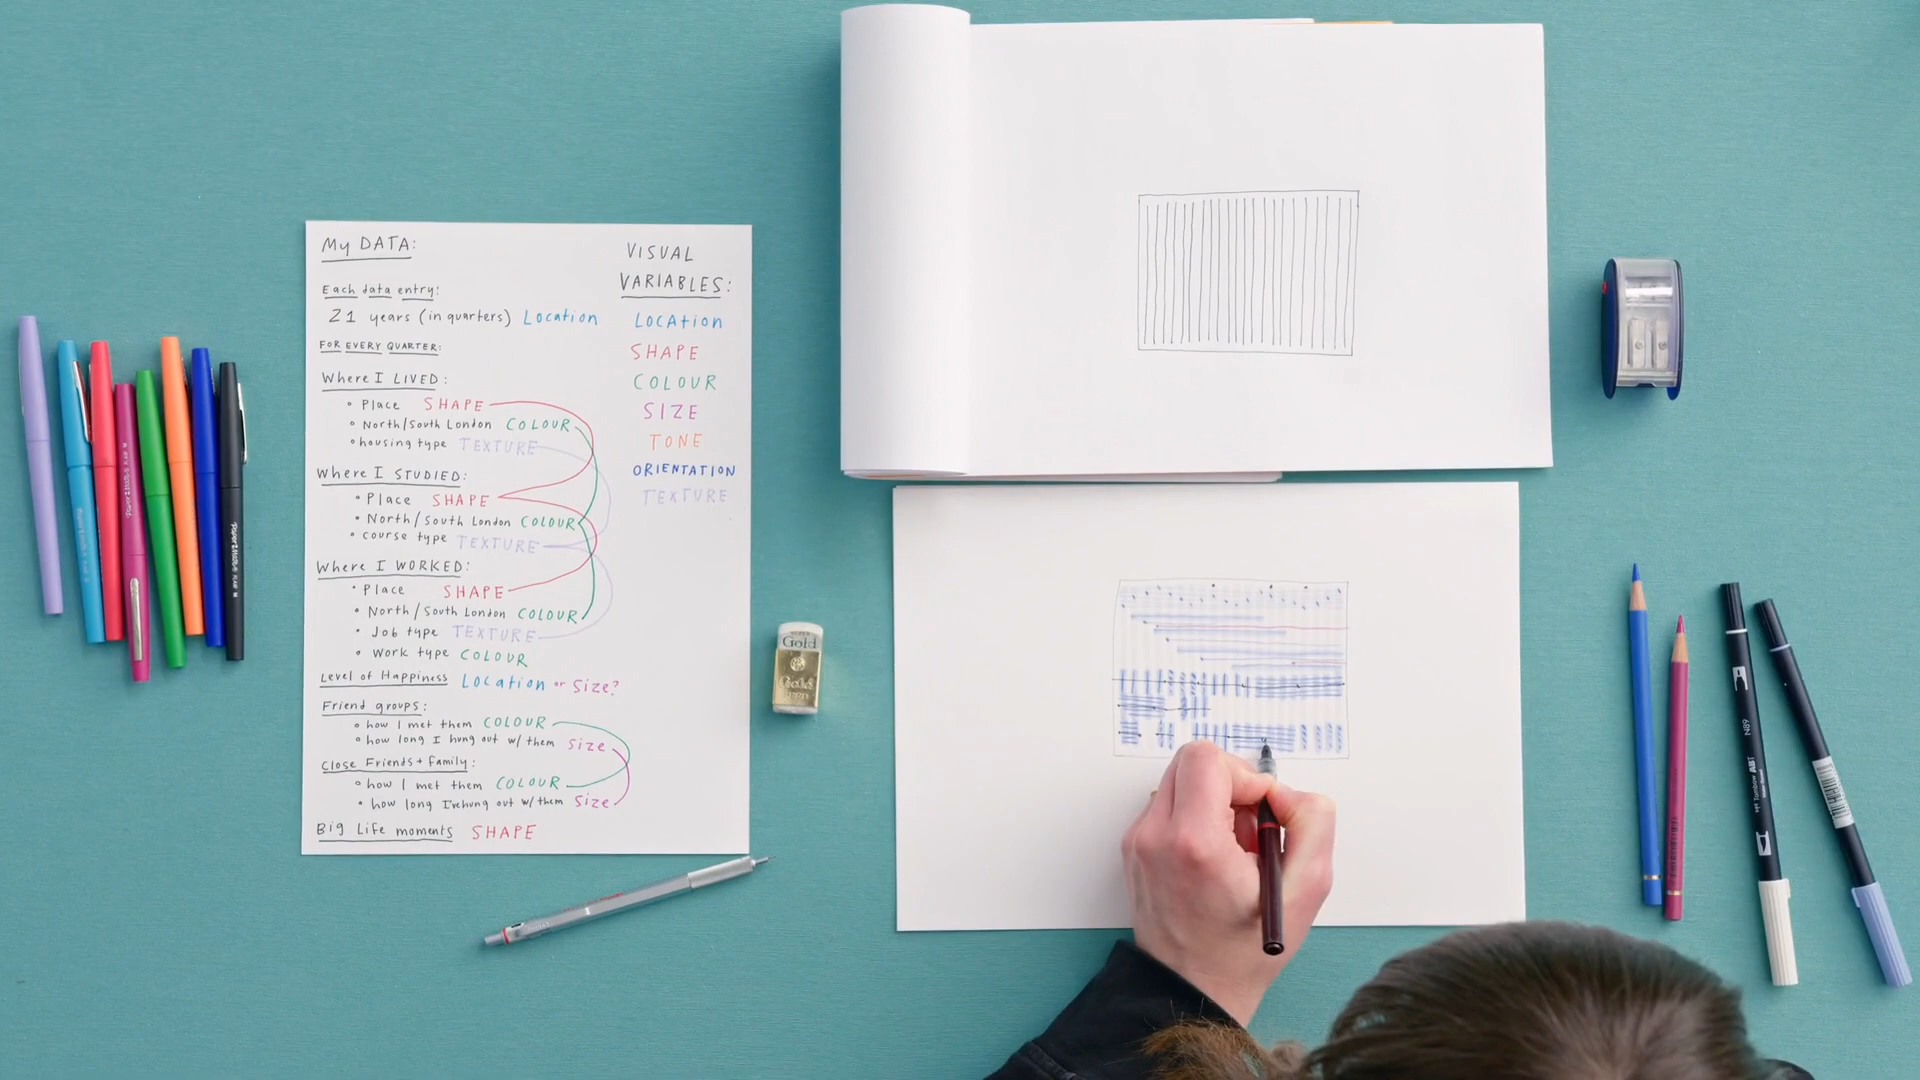 My DATA:
Each data entry:
21 years (in quarters) Location
FOR EVERY QUARTER:
Where I LIVED:
• Place SHAPE
• North/South London COLOUR
• housing type TEXTURE
Where I STUDIED:
• Place SHAPE
• North/South London COLOUR
• course type TEXTURE
Where I WORKED:
• Place SHAPE
• North/South London COLOUR
• Job type TEXTURE
• work type COLOUR
Level of Happiness Location or Size?
Friend groups:
• how I met them COLOUR
• how long I hung out w/ them Size
Close Friends + family:
• how I met them COLOUR
• how long I hung out w/ them Size
Big Life moments SHAPE
VISUAL
VARIABLES:
LOCATION
SHAPE
COLOUR
SIZE
TONE
ORIENTATION
TEXTURE
Gold
Gold
Tombow ABT
N89